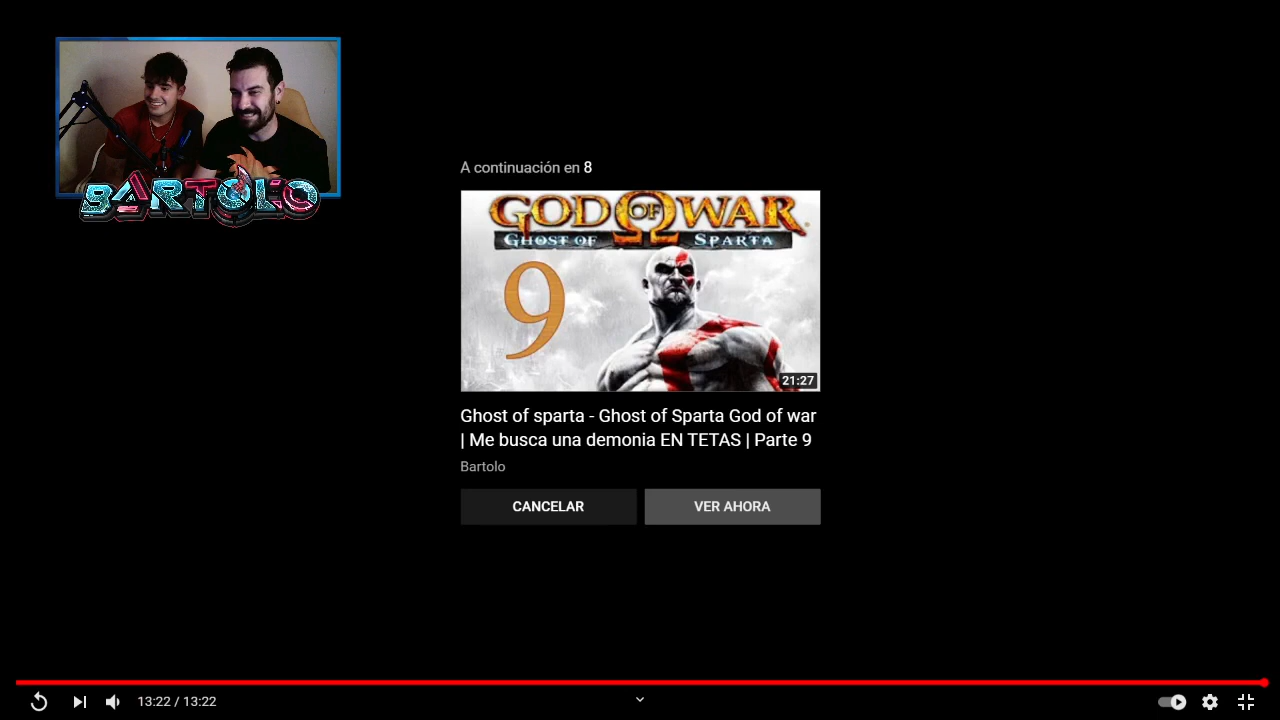 BARTOLO
A continuación en 8
GOD OF WAR
GHOST OF SPARTA
9
21:27
Ghost of sparta - Ghost of Sparta God of war
| Me busca una demonia EN TETAS | Parte 9
Bartolo
CANCELAR VER AHORA
13:22 / 13:22